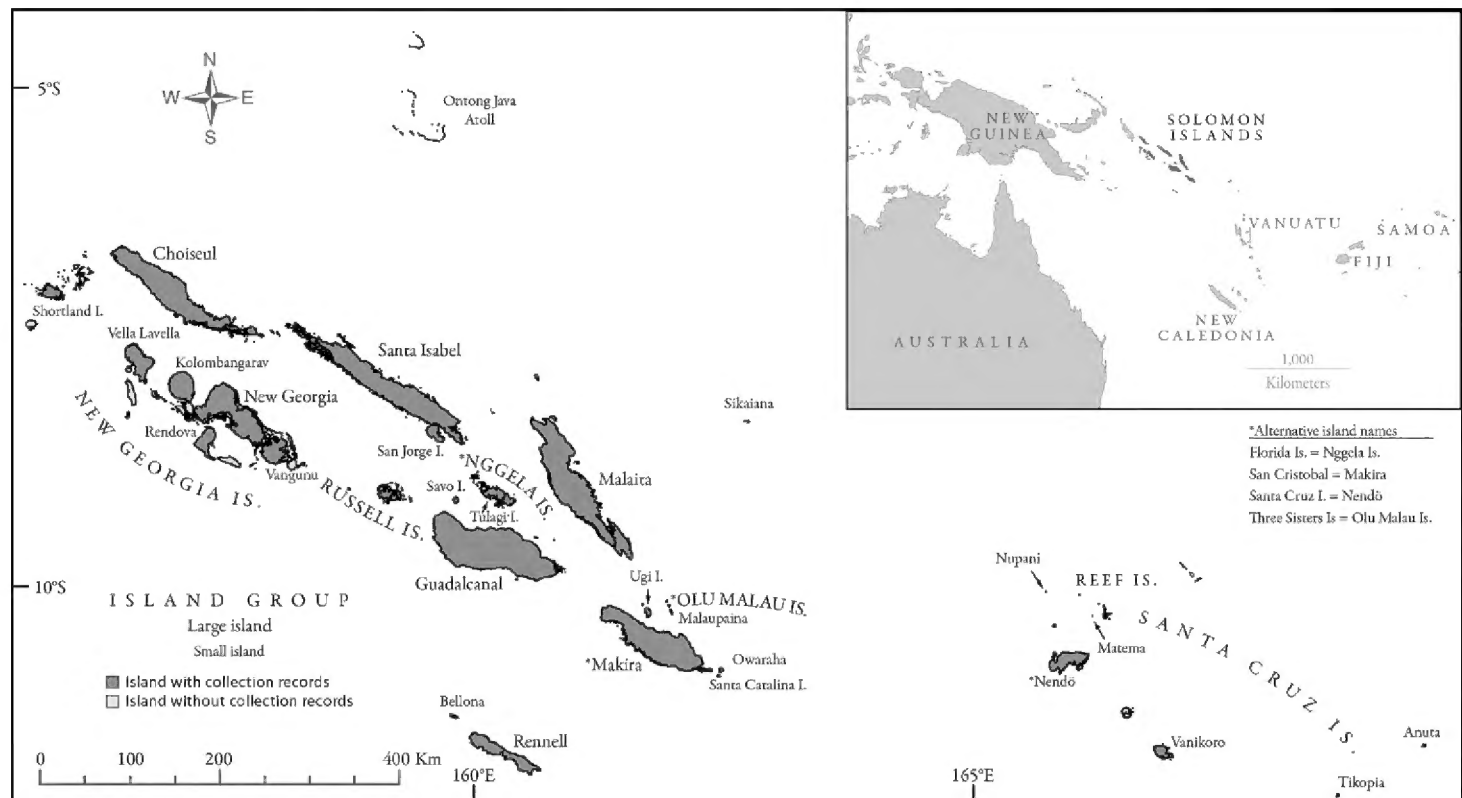 N
W E
S
5°S
Ontong Java
Atoll
NEW
GUINEA
SOLOMON
ISLANDS
VANUATU
SAMOA
FIJI
NEW
CALEDONIA
AUSTRALIA
1,000
Kilometers
Choiseul
Shortland I.
Vella Lavella
Kolombangarav
Santa Isabel
New Georgia
Rendova
Vangunu
NEW GEORGIA IS.
San Jorge I.
*NGGELA IS.
Savo I.
Tulagi I.
RUSSELL IS.
Malaita
Sikaiana
*Alternative island names
Florida Is. = Nggela Is.
San Cristobal = Makira
Santa Cruz I. = Nendö
Three Sisters Is = Olu Malau Is.
Guadalcanal
10°S
Ugi I.
*OLU MALAU IS.
Malaupaina
*Makira
Owaraha
Santa Catalina I.
Nupani
REEF IS.
SANTA CRUZ IS.
Matema
*Nendö
Vanikoro
Anuta
Tikopia
ISLAND GROUP
Large island
Small island
Island with collection records
Island without collection records
Bellona
Rennell
0 100 200 400 Km
160°E
165°E